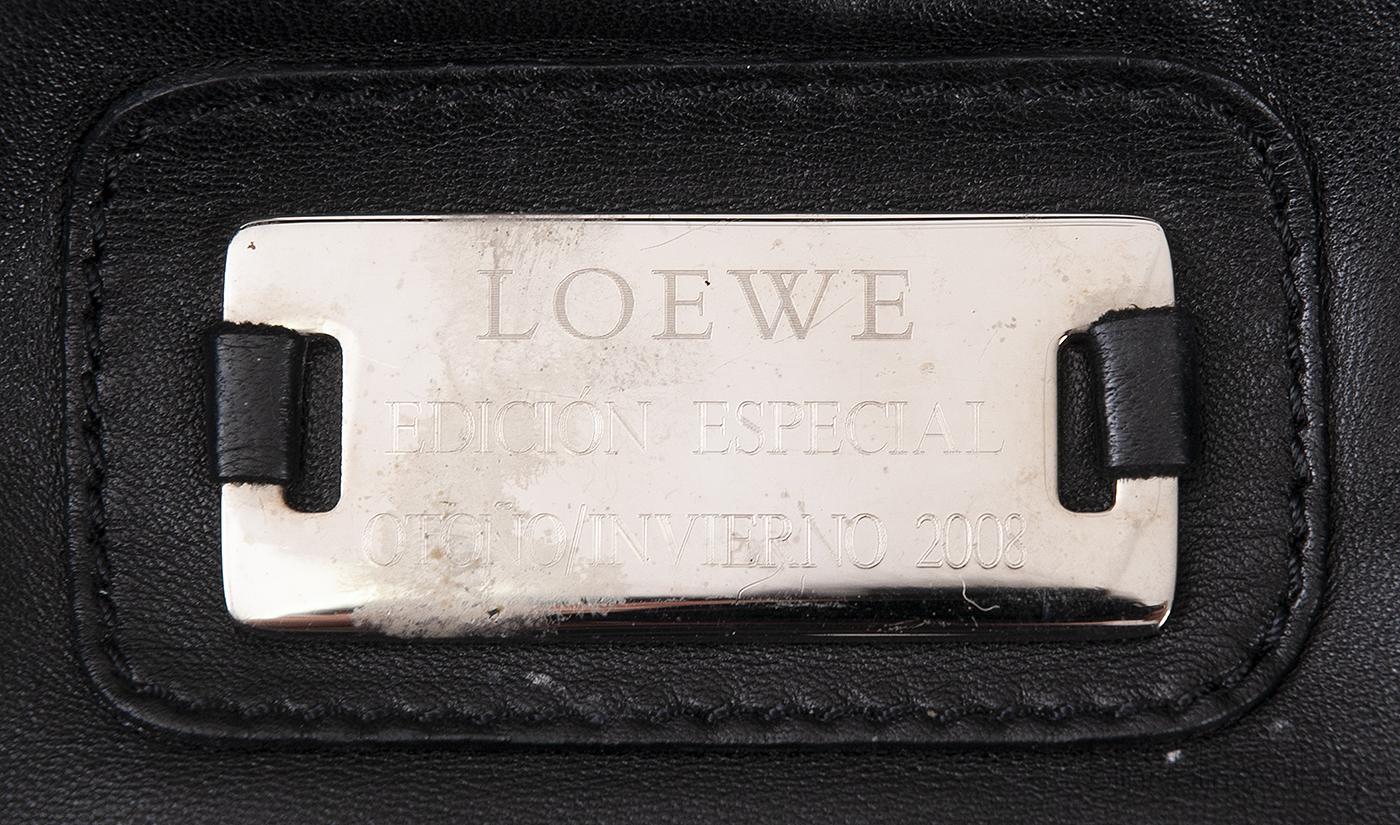 LOEWE
EDICIÓN ESPECIAL
OTOÑO/INVIERNO 2008